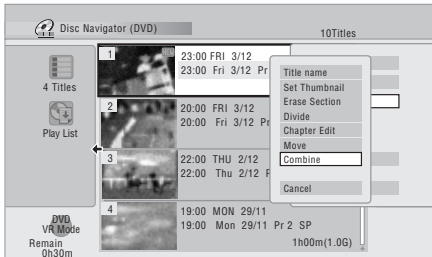 Disc Navigator (DVD)
10Titles
4 Titles
Play List
DVD
VR Mode
Remain
0h30m
1
23:00 FRI 3/12
23:00 Fri 3/12 Pr
2
20:00 FRI 3/12
20:00 Fri 3/12 Pr
3
22:00 THU 2/12
22:00 Thu 2/12
4
19:00 MON 29/11
19:00 Mon 29/11 Pr 2 SP
1h00m(1.0G)
Title name
Set Thumbnail
Erase Section
Divide
Chapter Edit
Move
Combine
Cancel